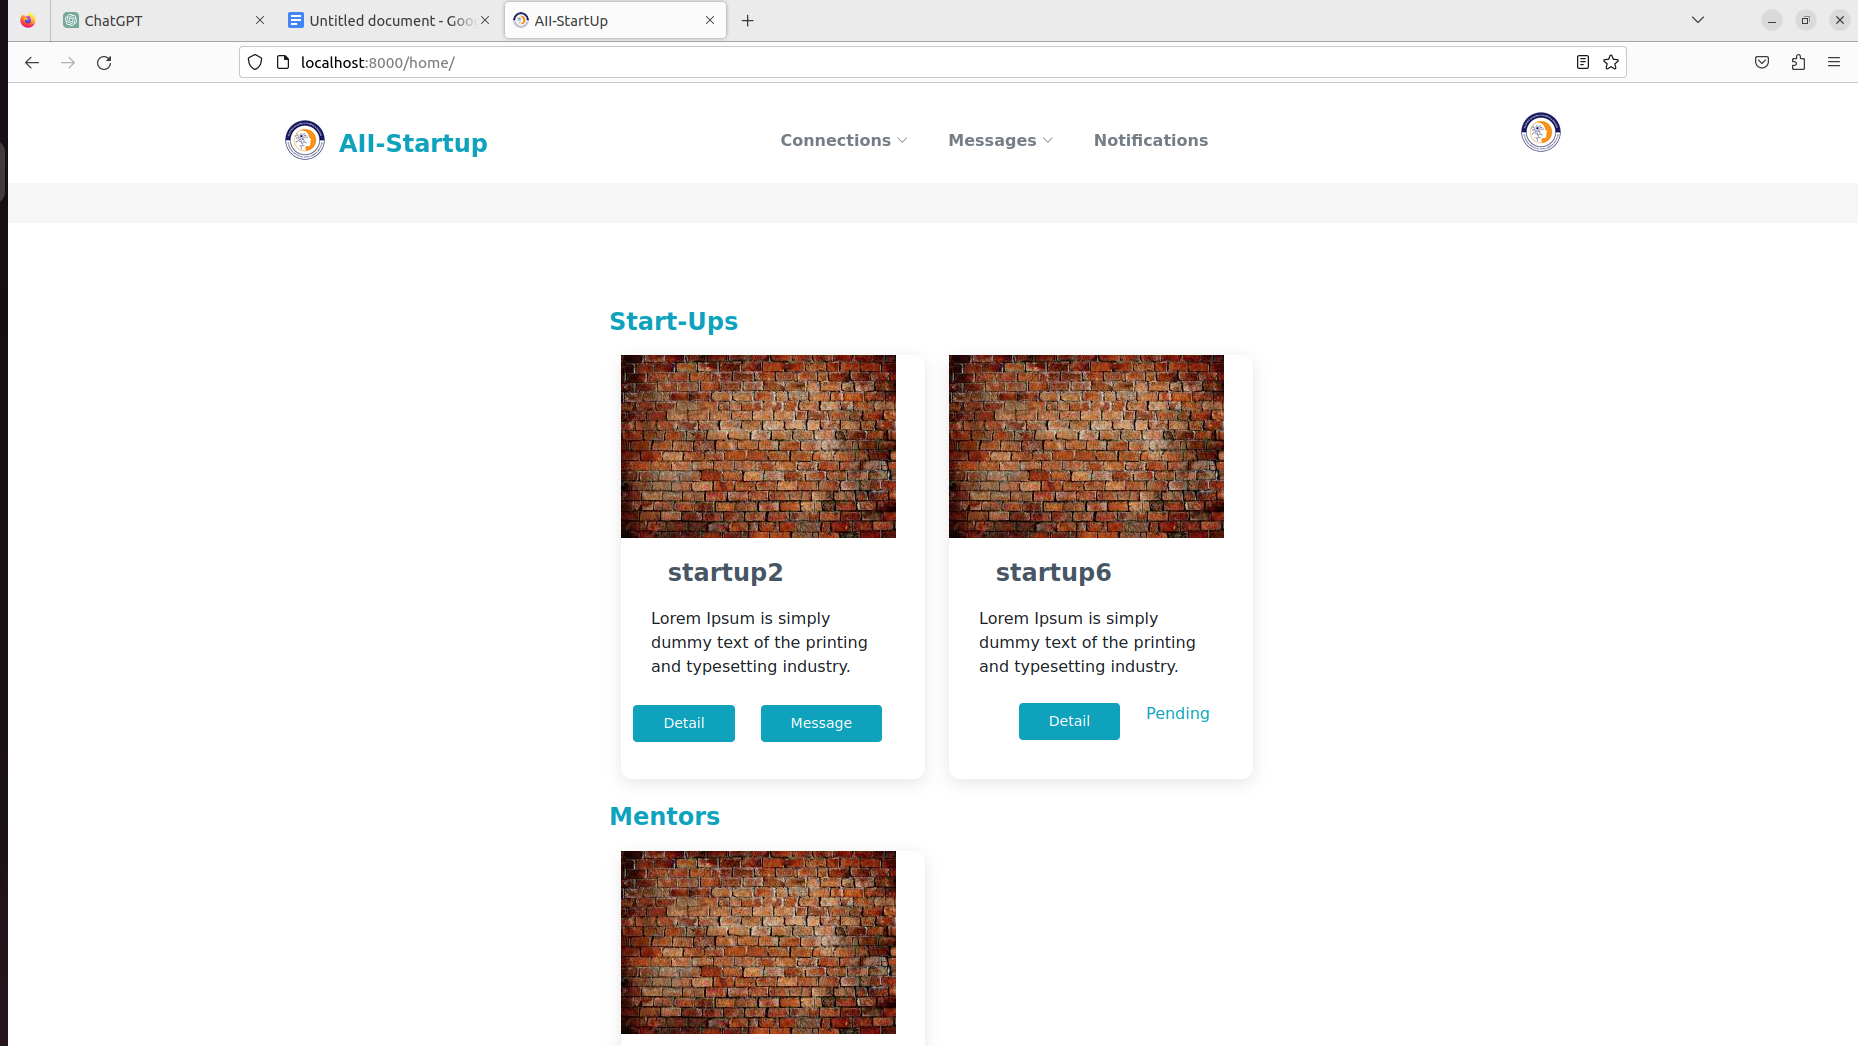 ChatGPT
Untitled document - Goo
AII-StartUp
localhost:8000/home/
AII-Startup
Connections
Messages
Notifications
Start-Ups
startup2
Lorem Ipsum is simply
dummy text of the printing
and typesetting industry.
Detail
Message
startup6
Lorem Ipsum is simply
dummy text of the printing
and typesetting industry.
Detail
Pending
Mentors